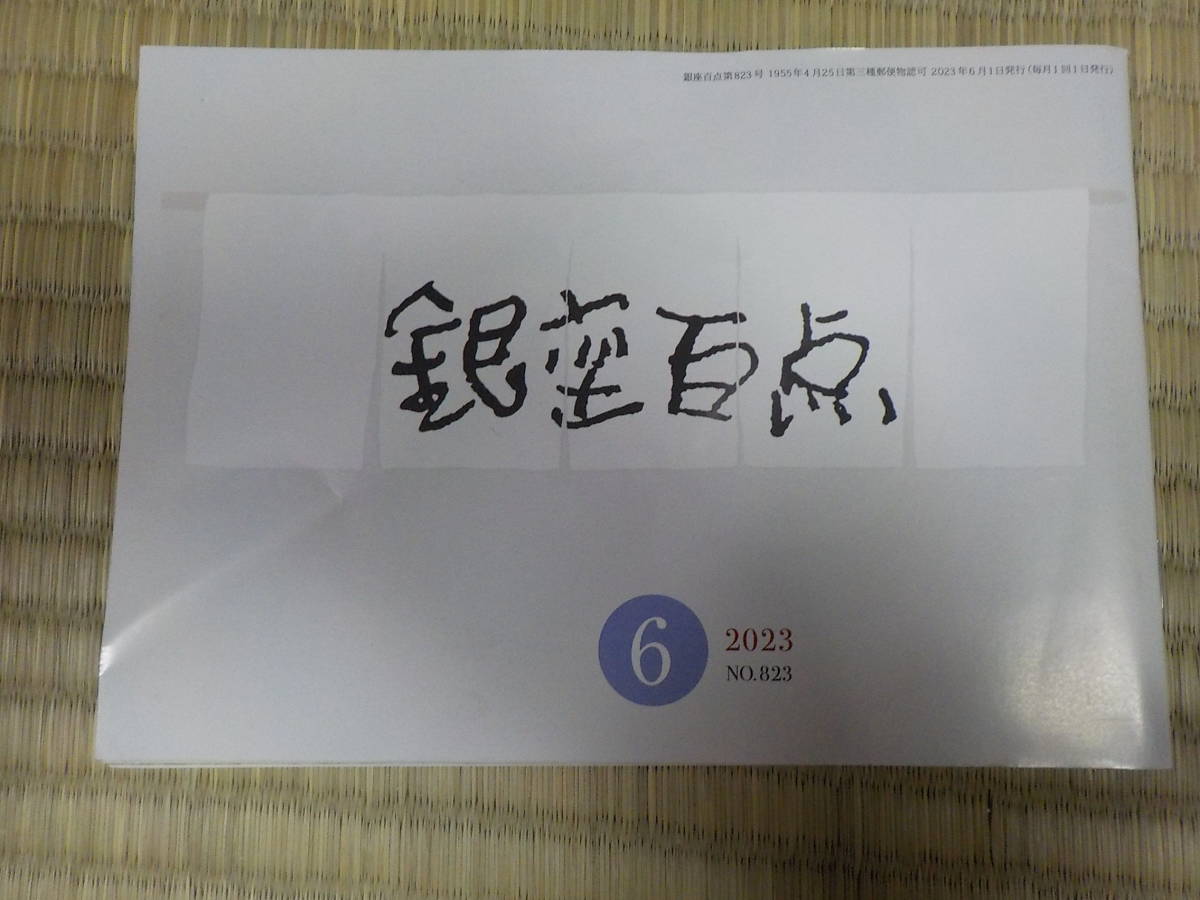 銀座百点第823号 1955年4月25日第三種郵便物認可 2023年6月1日発行(毎月1回1日発行)
銀座百点
6
2023
NO.823